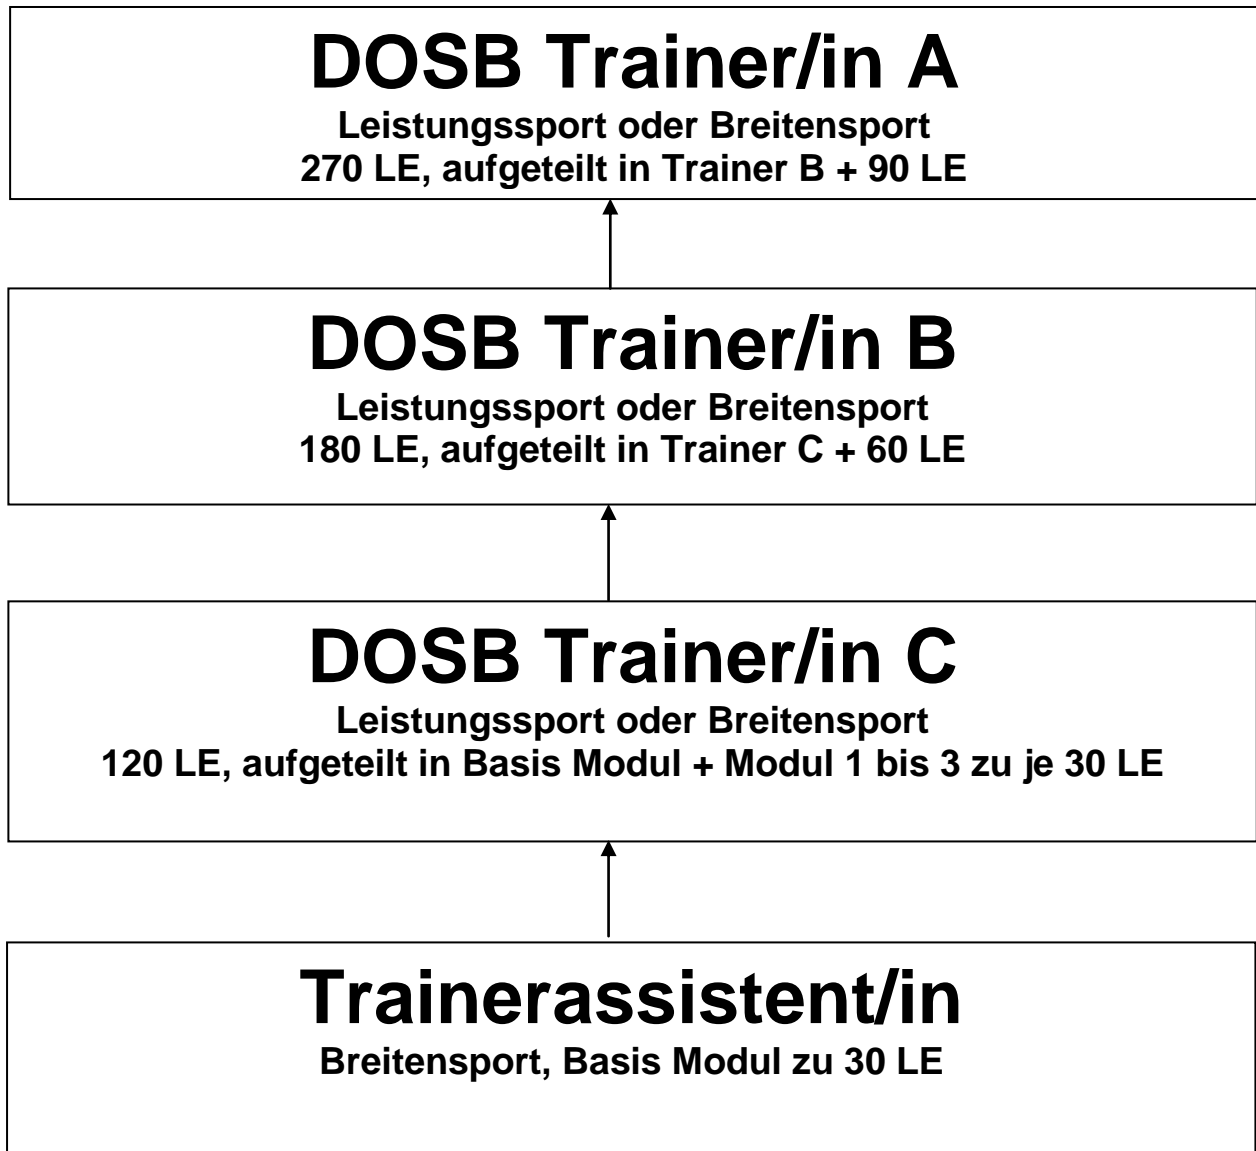 DOSB Trainer/in A
Leistungssport oder Breitensport
270 LE, aufgeteilt in Trainer B + 90 LE
DOSB Trainer/in B
Leistungssport oder Breitensport
180 LE, aufgeteilt in Trainer C + 60 LE
DOSB Trainer/in C
Leistungssport oder Breitensport
120 LE, aufgeteilt in Basis Modul + Modul 1 bis 3 zu je 30 LE
Trainerassistent/in
Breitensport, Basis Modul zu 30 LE